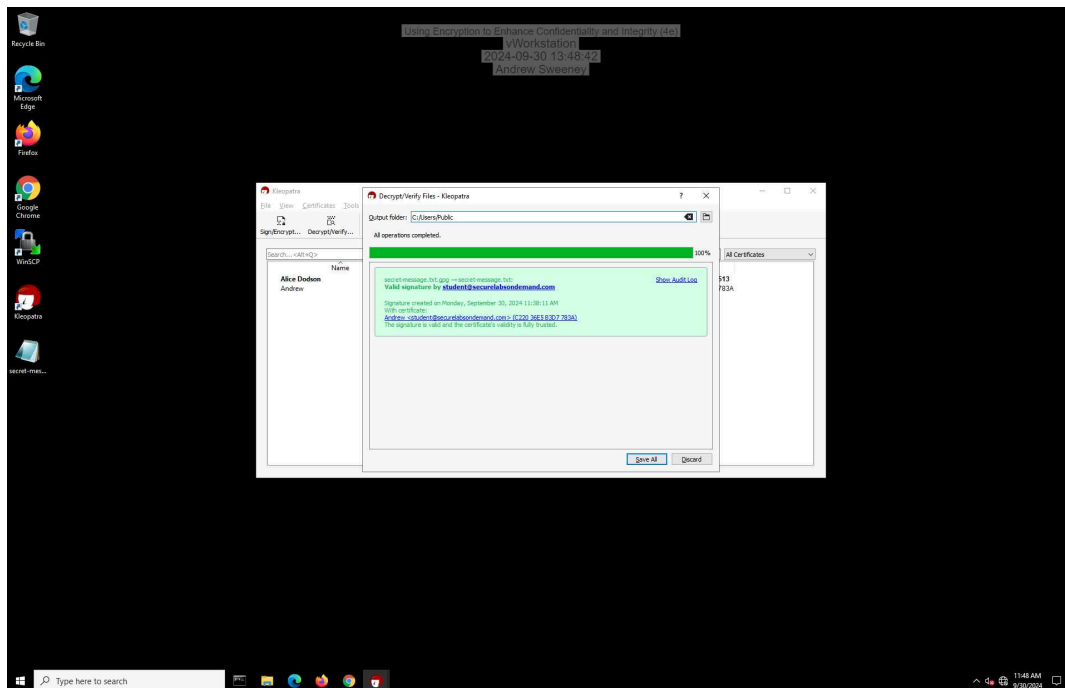 Using Encryption to Enhance Confidentiality and Integrity (4e)
vWorkstation
2024-09-30 13:48:42
Andrew Sweeney
Recycle Bin
Microsoft
Edge
Firefox
Google
Chrome
WinSCP
Kleopatra
secret-mes...
Kleopatra
File View Certificates Tools
Sign/Encrypt... Decrypt/Verify...
Search...<Alt+Q>
All Certificates
Name
Alice Dodson
513
Andrew
783A
Decrypt/Verify Files - Kleopatra
Output folder: C:/Users/Public
All operations completed.
100%
secret-message.txt.gpg → secret-message.txt:
Show Audit Log
Valid signature by student@securelabsondemand.com
Signature created on Monday, September 30, 2024 11:38:11 AM
With certificate:
Andrew <student@securelabsondemand.com> (C220 36E5 B3D7 783A)
The signature is valid and the certificate's validity is fully trusted.
Save All Discard
Type here to search
11:48 AM
9/30/2024